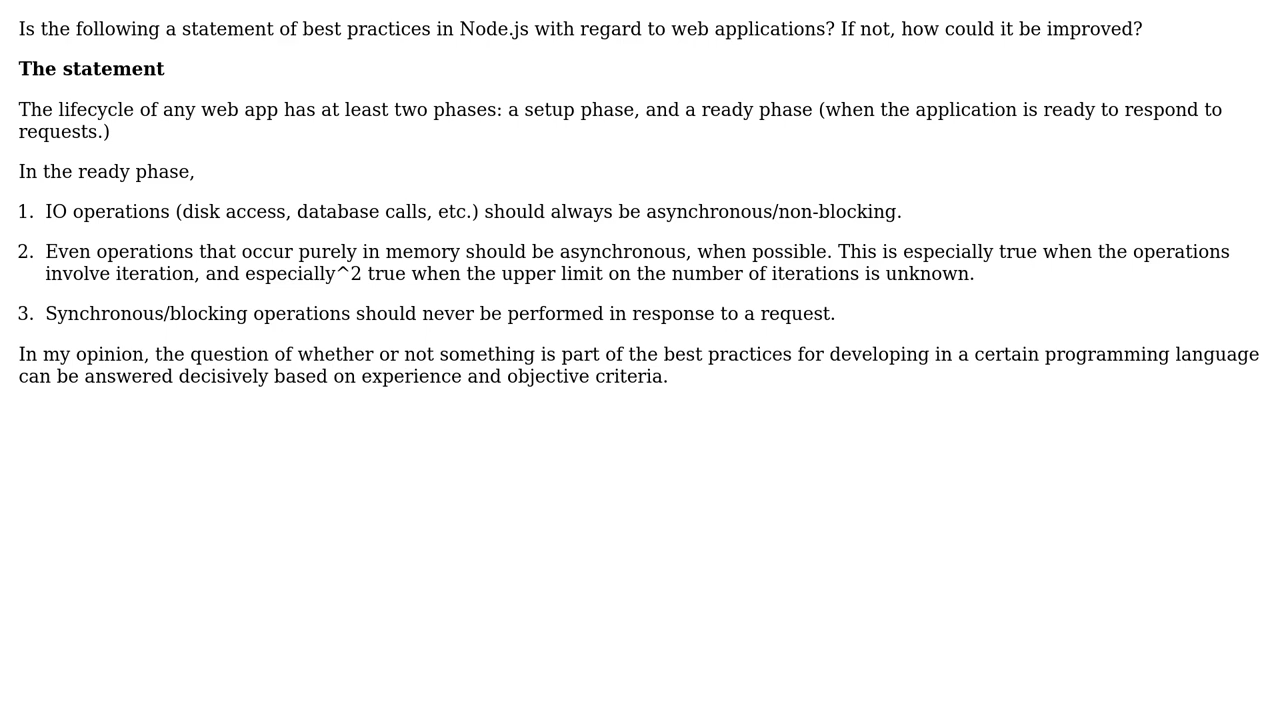 Is the following a statement of best practices in Node.js with regard to web applications? If not, how could it be improved?
The statement
The lifecycle of any web app has at least two phases: a setup phase, and a ready phase (when the application is ready to respond to
requests.)
In the ready phase,
1. IO operations (disk access, database calls, etc.) should always be asynchronous/non-blocking.
2. Even operations that occur purely in memory should be asynchronous, when possible. This is especially true when the operations
involve iteration, and especially^2 true when the upper limit on the number of iterations is unknown.
3. Synchronous/blocking operations should never be performed in response to a request.
In my opinion, the question of whether or not something is part of the best practices for developing in a certain programming language
can be answered decisively based on experience and objective criteria.